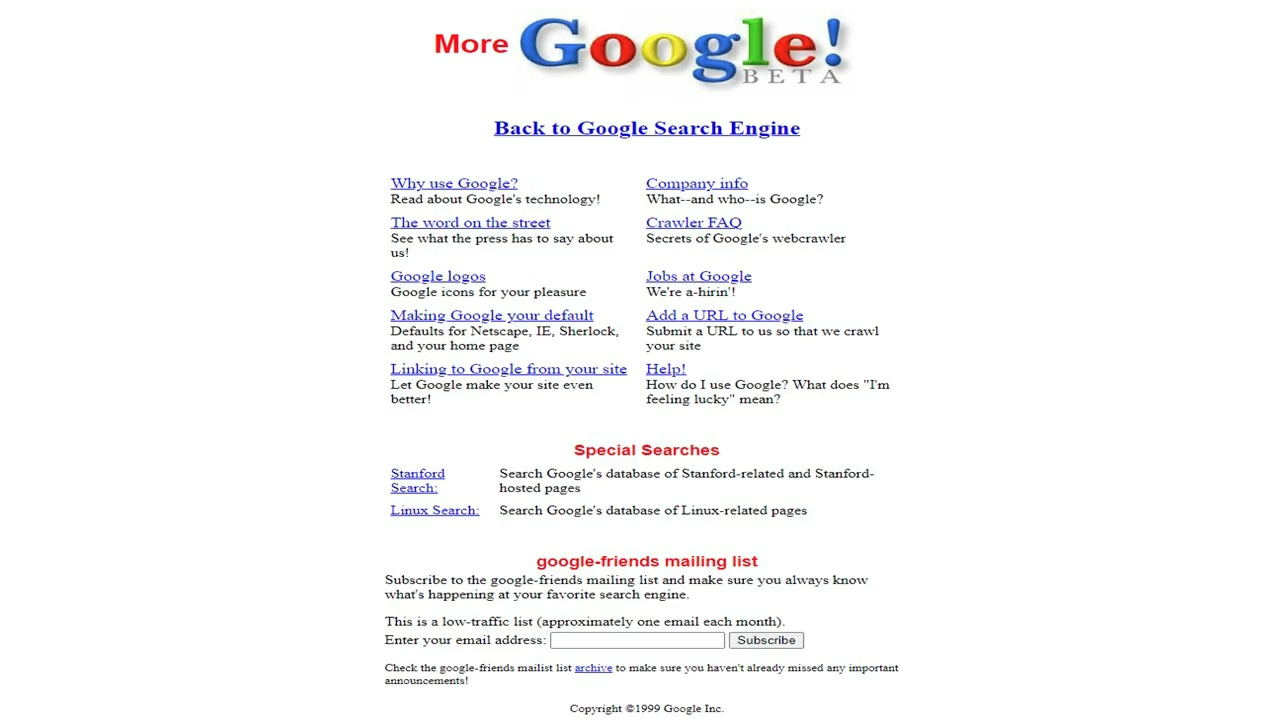 More Google!
BETA
Back to Google Search Engine
Why use Google?
Read about Google's technology!
Company info
What--and who--is Google?
The word on the street
See what the press has to say about
us!
Crawler FAQ
Secrets of Google's webcrawler
Google logos
Google icons for your pleasure
Jobs at Google
We're a-hirin'!
Making Google your default
Defaults for Netscape, IE, Sherlock,
and your home page
Add a URL to Google
Submit a URL to us so that we crawl
your site
Linking to Google from your site
Let Google make your site even
better!
Help!
How do I use Google? What does "I'm
feeling lucky" mean?
Special Searches
Stanford
Search:
Search Google's database of Stanford-related and Stanford-
hosted pages
Linux Search: Search Google's database of Linux-related pages
google-friends mailing list
Subscribe to the google-friends mailing list and make sure you always know
what's happening at your favorite search engine.
This is a low-traffic list (approximately one email each month).
Enter your email address: Subscribe
Check the google-friends mailist list archive to make sure you haven't already missed any important
announcements!
Copyright ©1999 Google Inc.